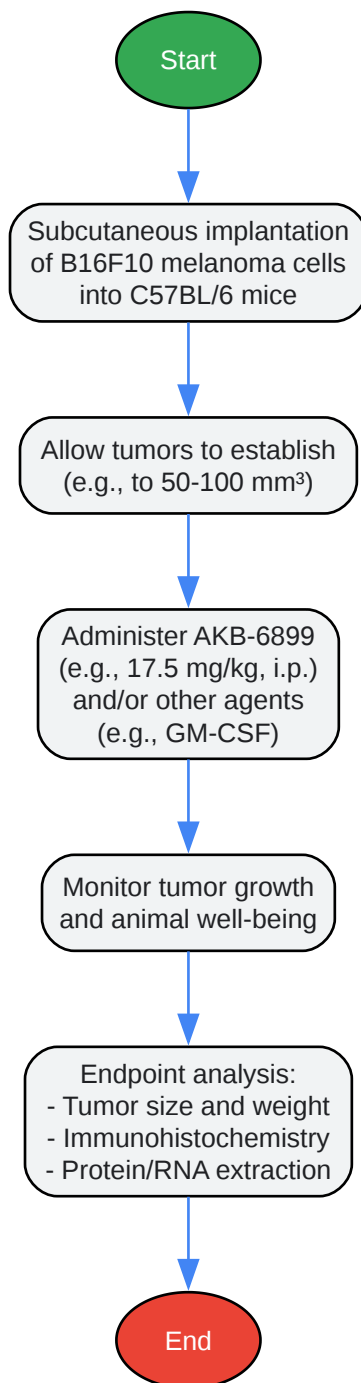 Start
Subcutaneous implantation
of B16F10 melanoma cells
into C57BL/6 mice
Allow tumors to establish
(e.g., to 50-100 mm³)
Administer AKB-6899
(e.g., 17.5 mg/kg, i.p.)
and/or other agents
(e.g., GM-CSF)
Monitor tumor growth
and animal well-being
Endpoint analysis:
- Tumor size and weight
- Immunohistochemistry
- Protein/RNA extraction
End